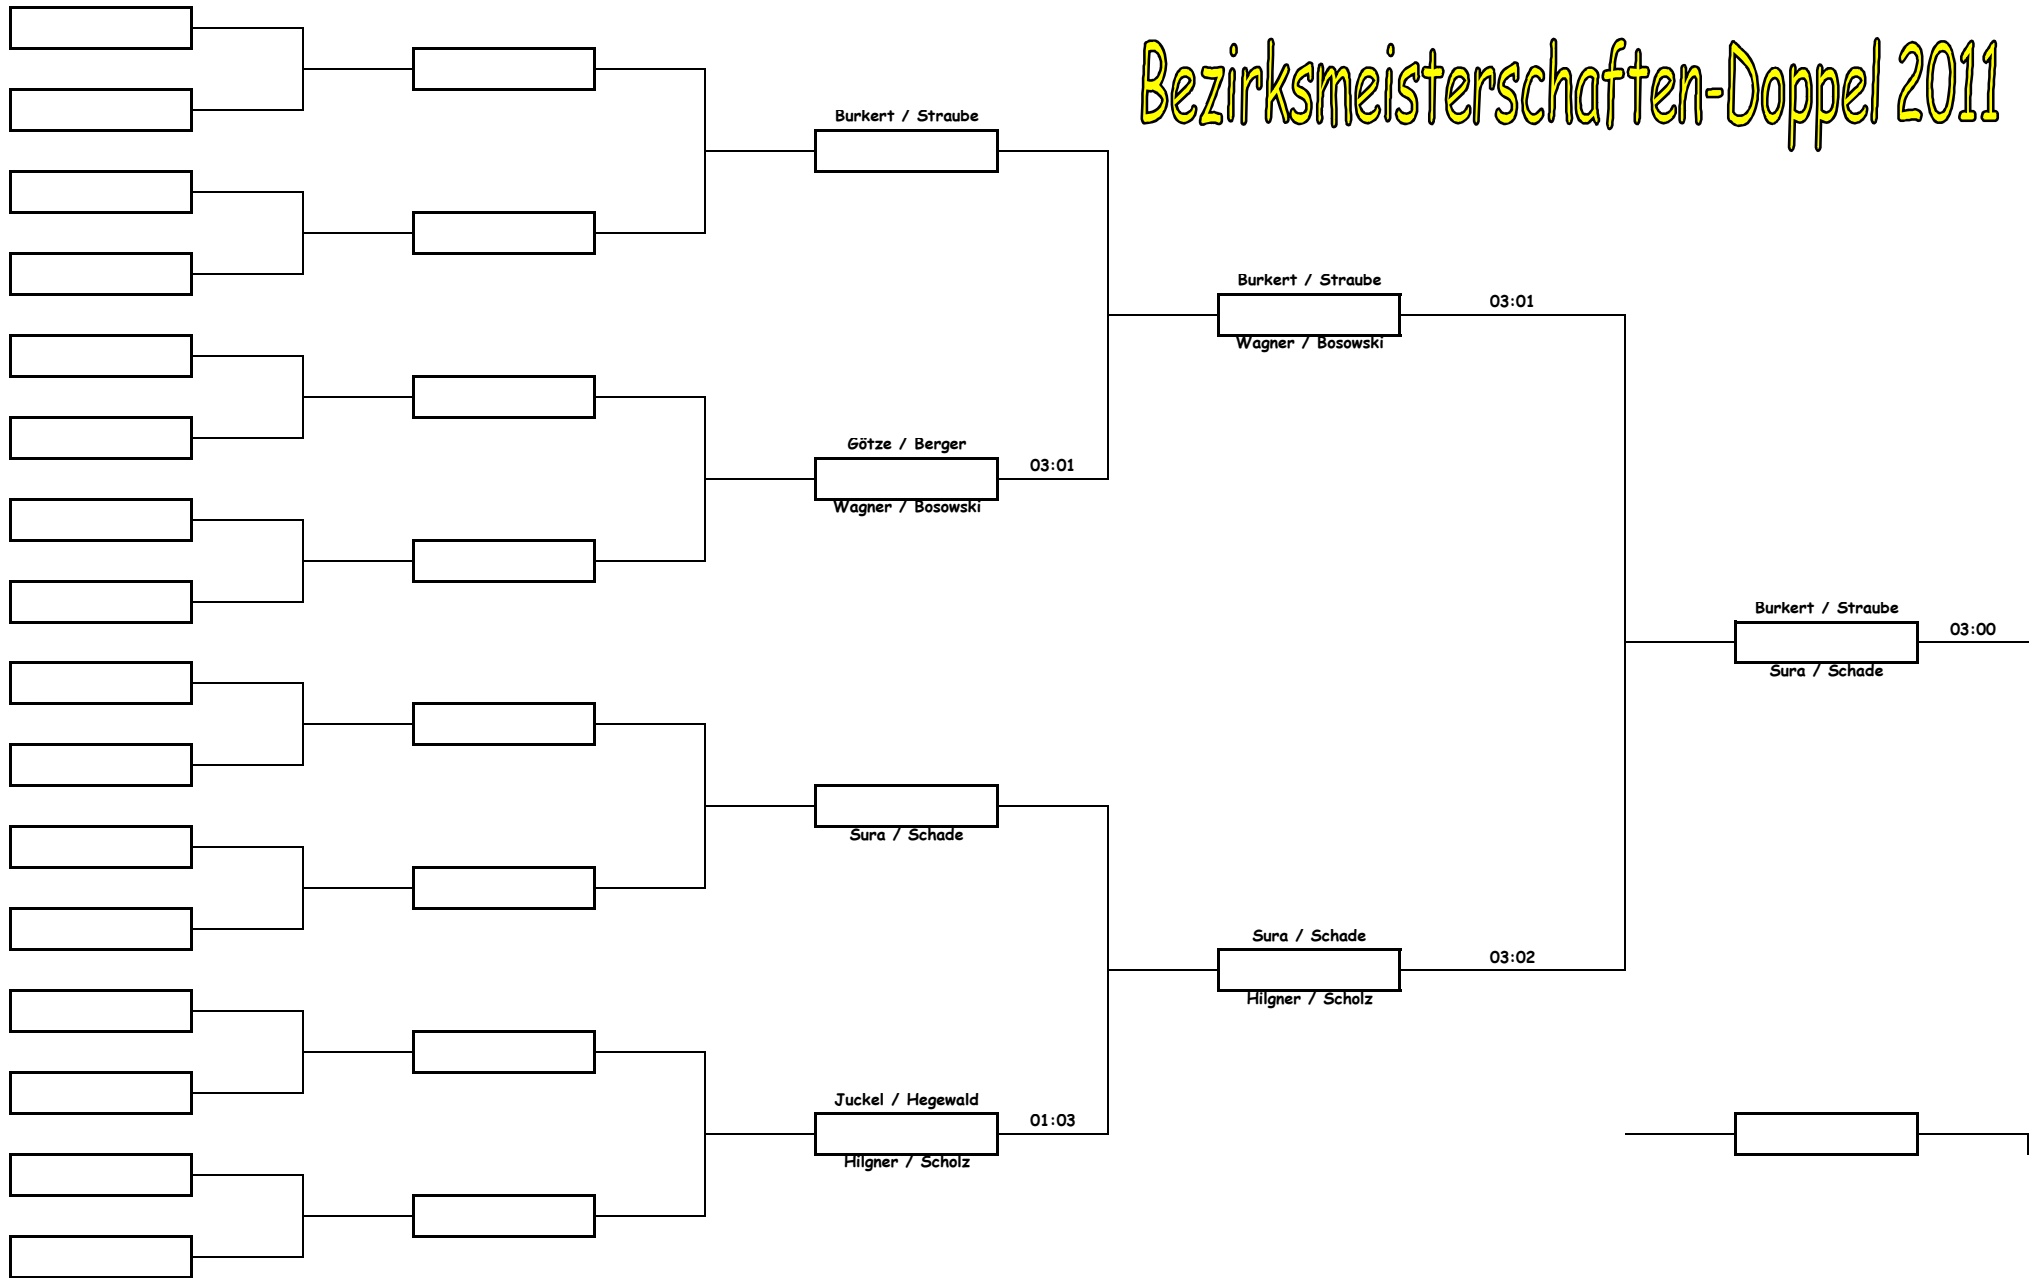 Bezirksmeisterschaften-Doppel 2011
Burkert / Straube
Burkert / Straube
03:01
Wagner / Bosowski
Götze / Berger
03:01
Wagner / Bosowski
Burkert / Straube
03:00
Sura / Schade
Sura / Schade
Sura / Schade
03:02
Hilgner / Scholz
Juckel / Hegewald
01:03
Hilgner / Scholz